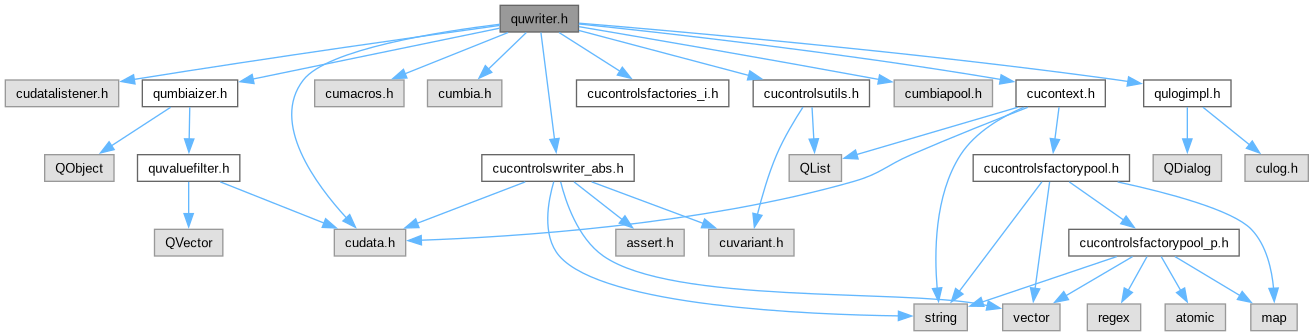 quwriter.h
cudatalistener.h
qumbiaizer.h
cumacros.h
cumbia.h
cucontrolsfactories_i.h
cucontrolsutils.h
cumbiapool.h
cucontext.h
qulogimpl.h
QObject
quvaluefilter.h
cucontrolswriter_abs.h
QList
cucontrolsfactorypool.h
QDialog
culog.h
QVector
cudata.h
assert.h
cuvariant.h
cucontrolsfactorypool_p.h
string
vector
regex
atomic
map